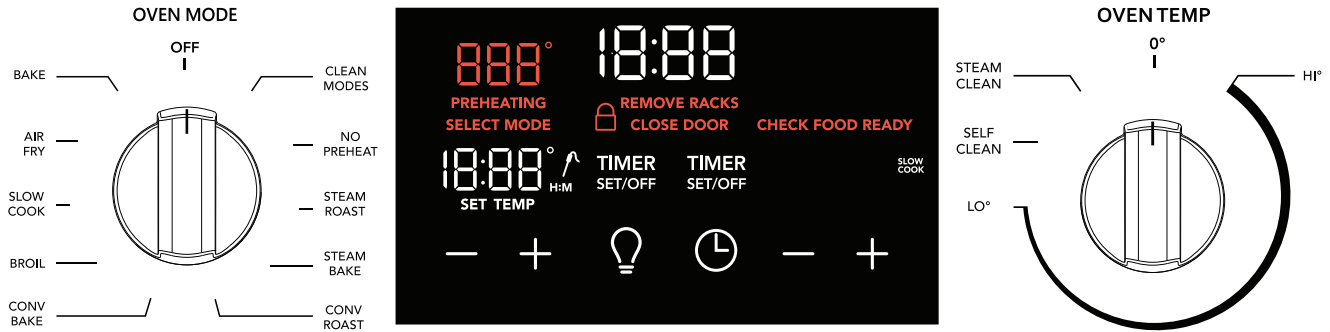 OVEN MODE
OFF
BAKE
AIR
FRY
SLOW
COOK
BROIL
CONV
BAKE
CLEAN
MODES
NO
PREHEAT
STEAM
ROAST
STEAM
BAKE
CONV
ROAST
888°
18:88
PREHEATING
SELECT MODE
REMOVE RACKS
CLOSE DOOR
CHECK FOOD READY
18:88°
H:M
SET TEMP
TIMER
SET/OFF
TIMER
SET/OFF
SLOW
COOK
− +
− +
OVEN TEMP
0°
STEAM
CLEAN
SELF
CLEAN
LO°
HI°